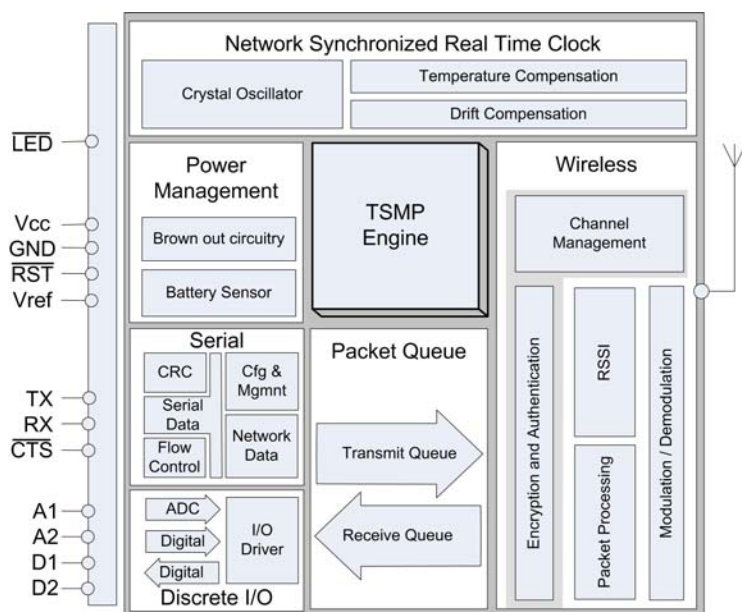 Network Synchronized Real Time Clock
Crystal Oscillator
Temperature Compensation
Drift Compensation
LED
Vcc
GND
RST
Vref
TX
RX
CTS
A1
A2
D1
D2
Power
Management
Brown out circuitry
Battery Sensor
TSMP
Engine
Wireless
Channel
Management
Encryption and Authentication
RSSI
Packet Processing
Modulation / Demodulation
Serial
CRC
Serial
Data
Flow
Control
Cfg &
Mgmnt
Network
Data
Packet Queue
Transmit Queue
Receive Queue
ADC
Digital
Digital
I/O
Driver
Discrete I/O